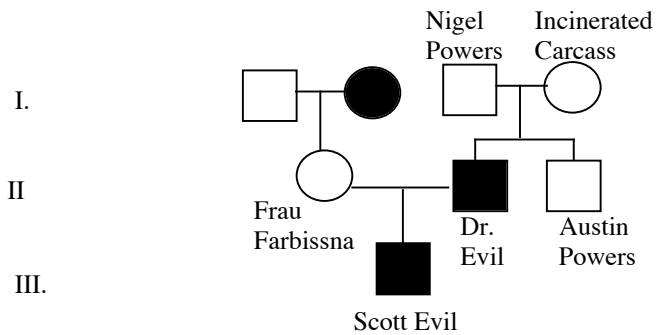 Nigel Powers
Incinerated Carcass
I.
II
Frau Farbissna
Dr. Evil
Austin Powers
III.
Scott Evil